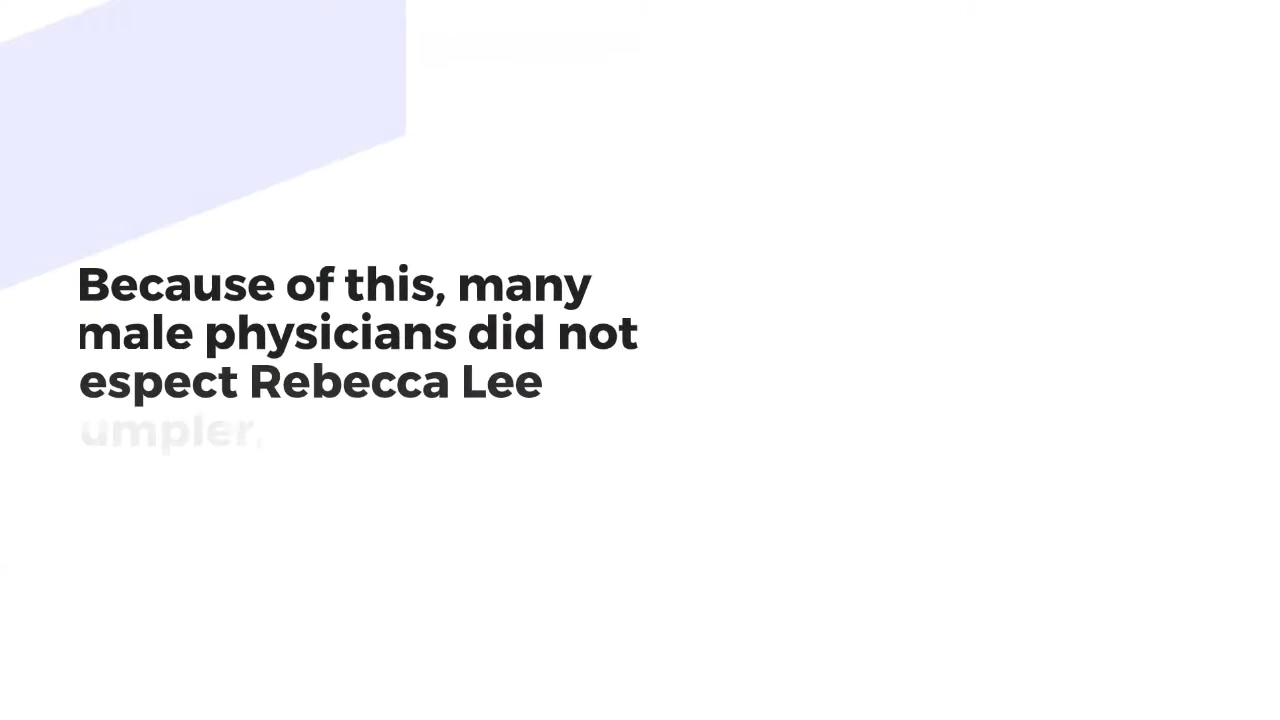 Because of this, many
male physicians did not
espect Rebecca Lee
umpler,